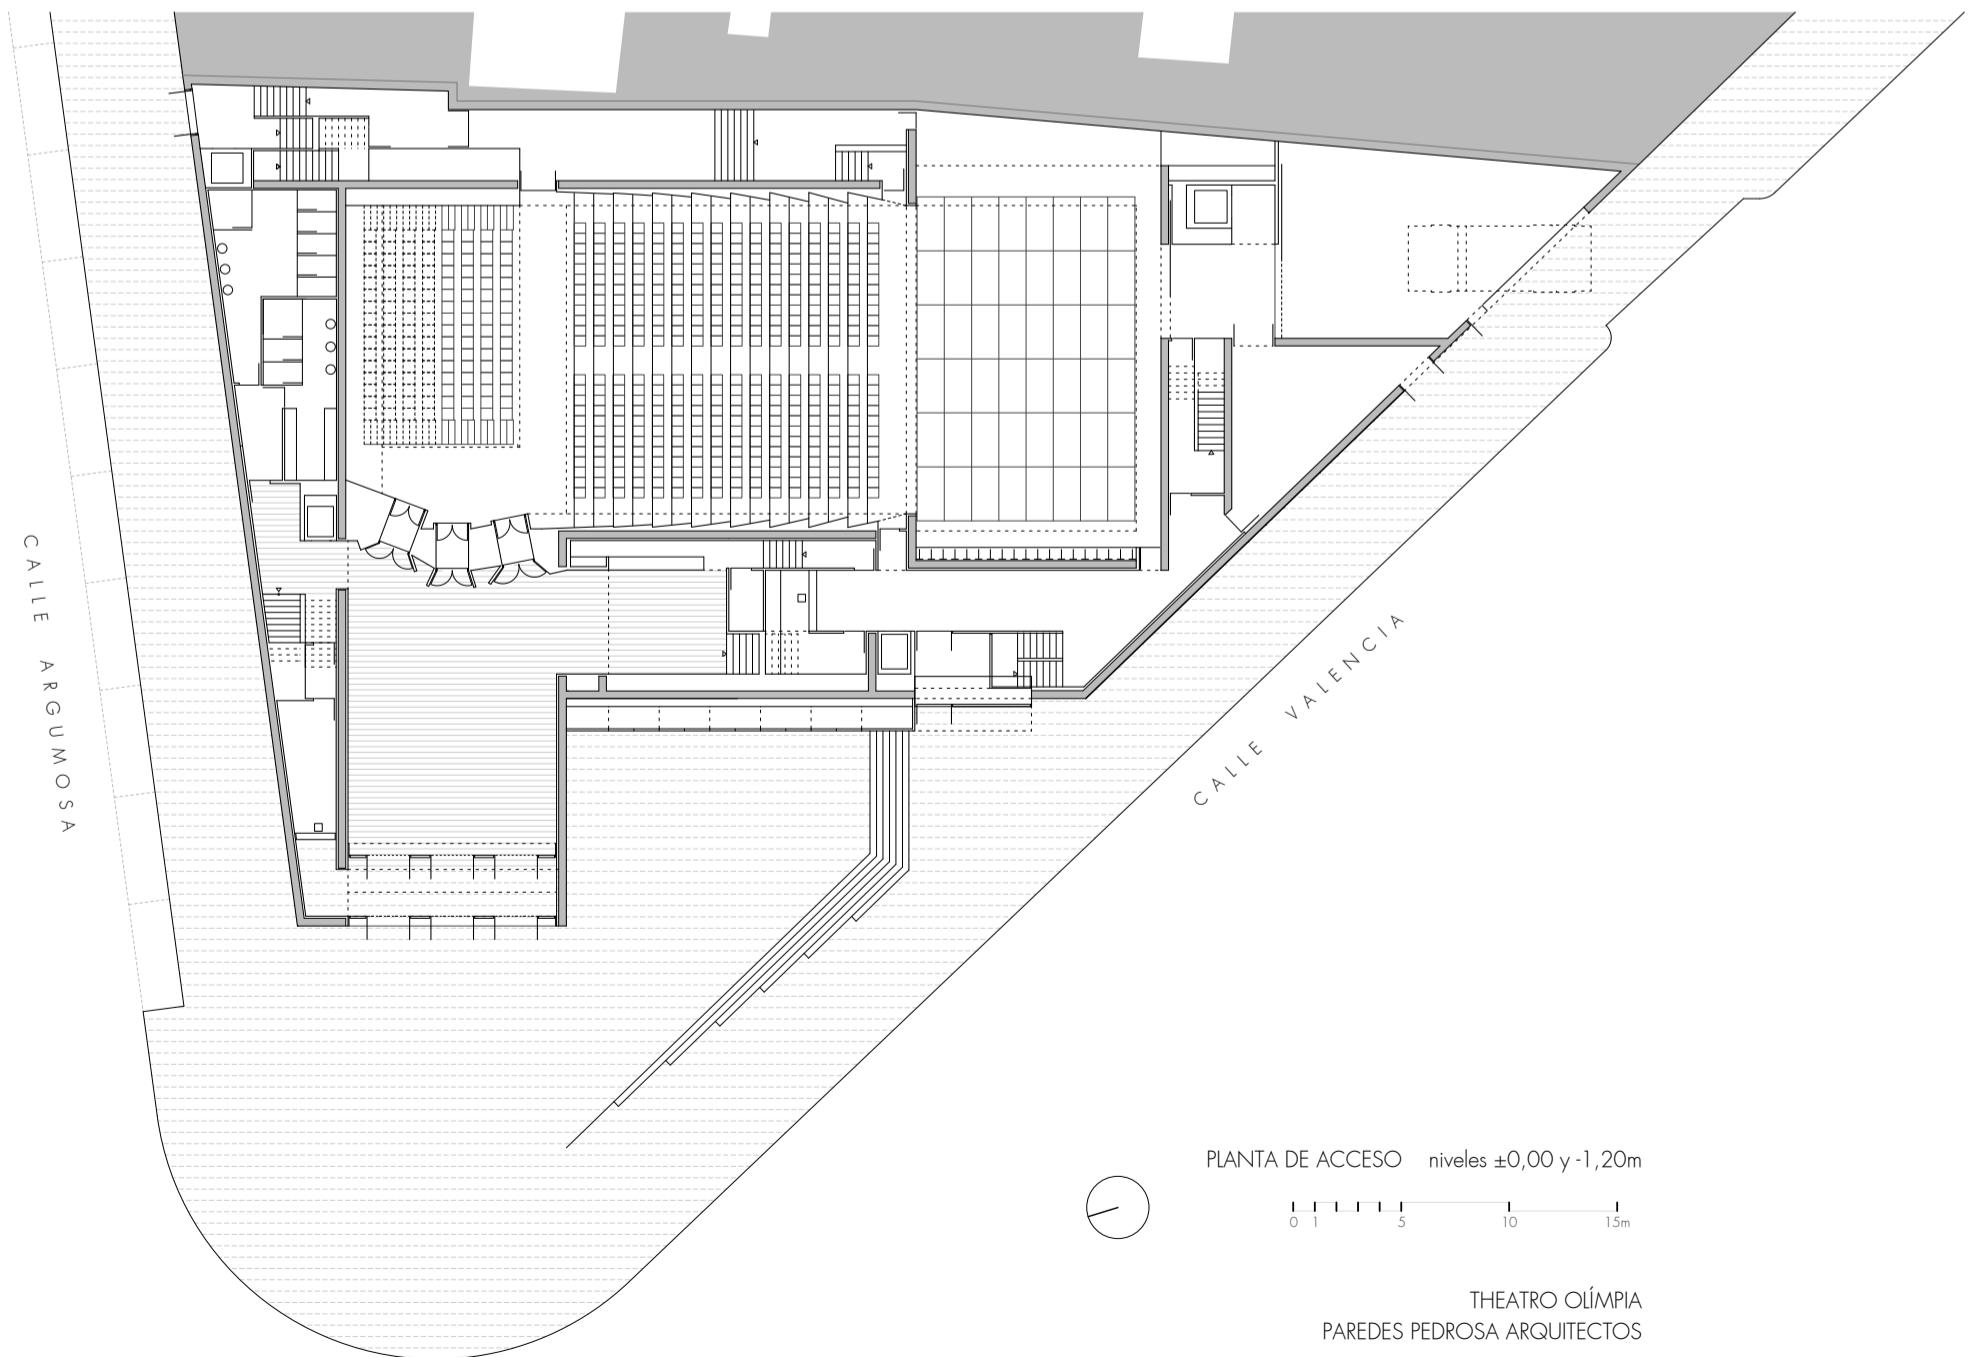 CALLE ARGUMOSA
CALLE VALENCIA
PLANTA DE ACCESO niveles ±0,00 y -1,20m
0 1 5 10 15m
THEATRO OLÍMPIA
PAREDES PEDROSA ARQUITECTOS